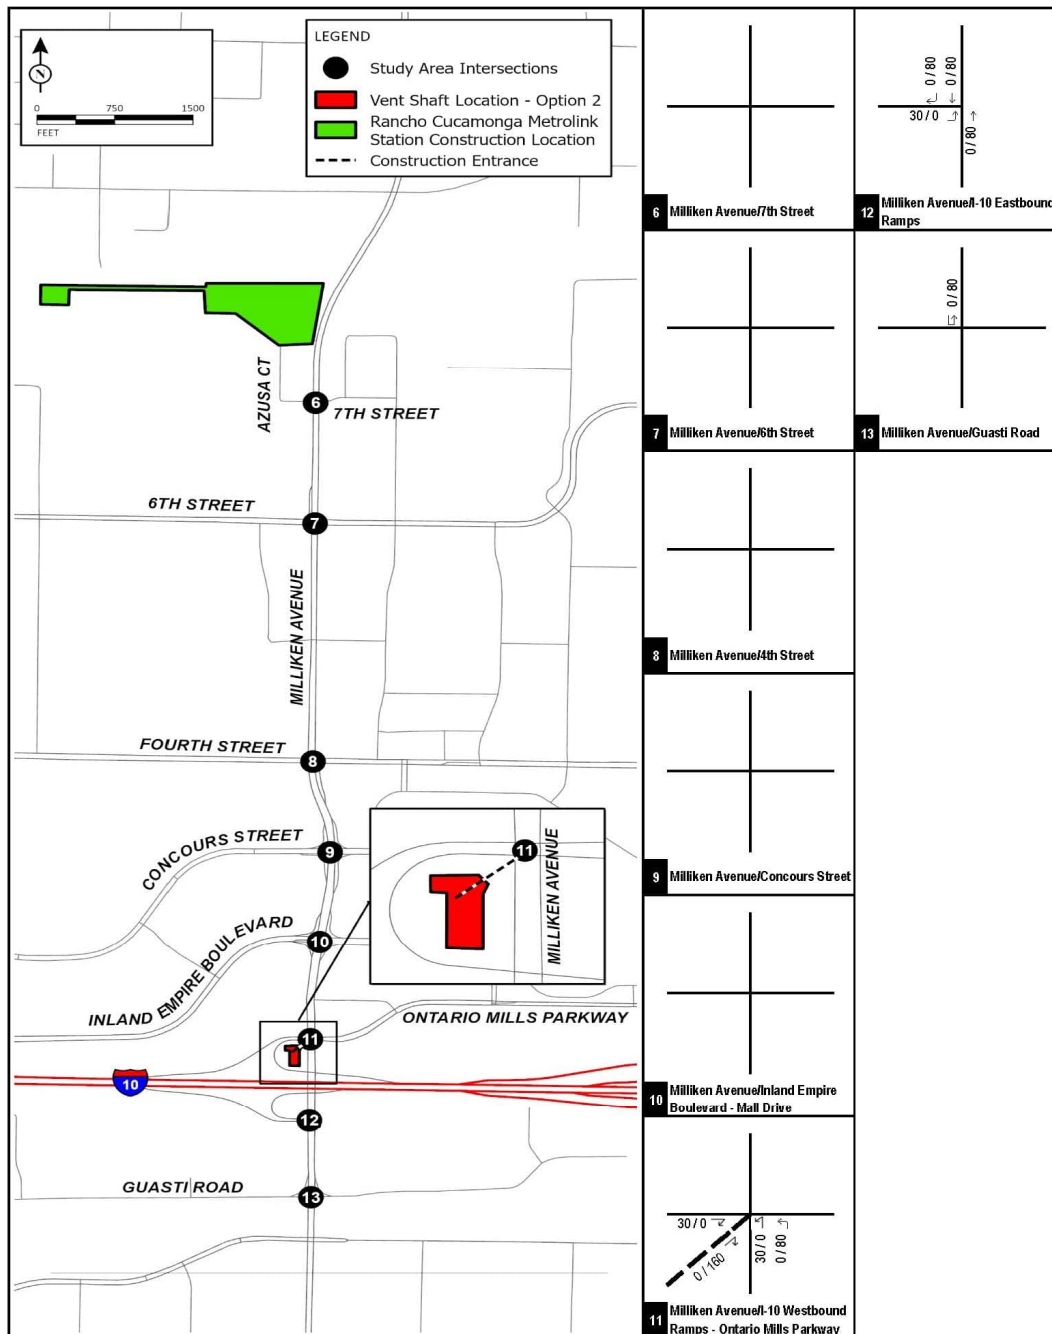 N
0 750 1500
FEET
LEGEND
Study Area Intersections
Vent Shaft Location - Option 2
Rancho Cucamonga Metrolink
Station Construction Location
Construction Entrance
AZUSA CT
6
7TH STREET
6TH STREET
7
MILLIKEN AVENUE
FOURTH STREET
8
CONCOURS STREET
9
11
MILLIKEN AVENUE
INLAND EMPIRE BOULEVARD
10
ONTARIO MILLS PARKWAY
11
10
12
GUASTI ROAD
13
6 Milliken Avenue/7th Street
7 Milliken Avenue/6th Street
8 Milliken Avenue/4th Street
9 Milliken Avenue/Concours Street
10 Milliken Avenue/Inland Empire
Boulevard - Mall Drive
30 / 0
0 / 160
30 / 0
0 / 80
11 Milliken Avenue/I-10 Westbound
Ramps - Ontario Mills Parkway
0 / 80
0 / 80
30 / 0
0 / 80
12 Milliken Avenue/I-10 Eastbound
Ramps
0 / 80
13 Milliken Avenue/Guasti Road